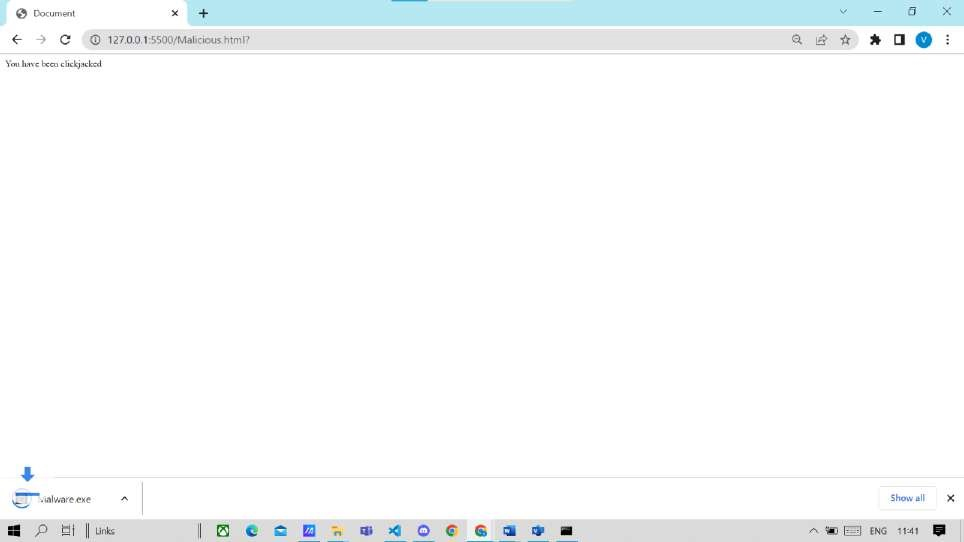 Document
127.0.0.1:5500/Malicious.html?
V
You have been clickjacked
Malware.exe
Show all
Links
ENG
11:41